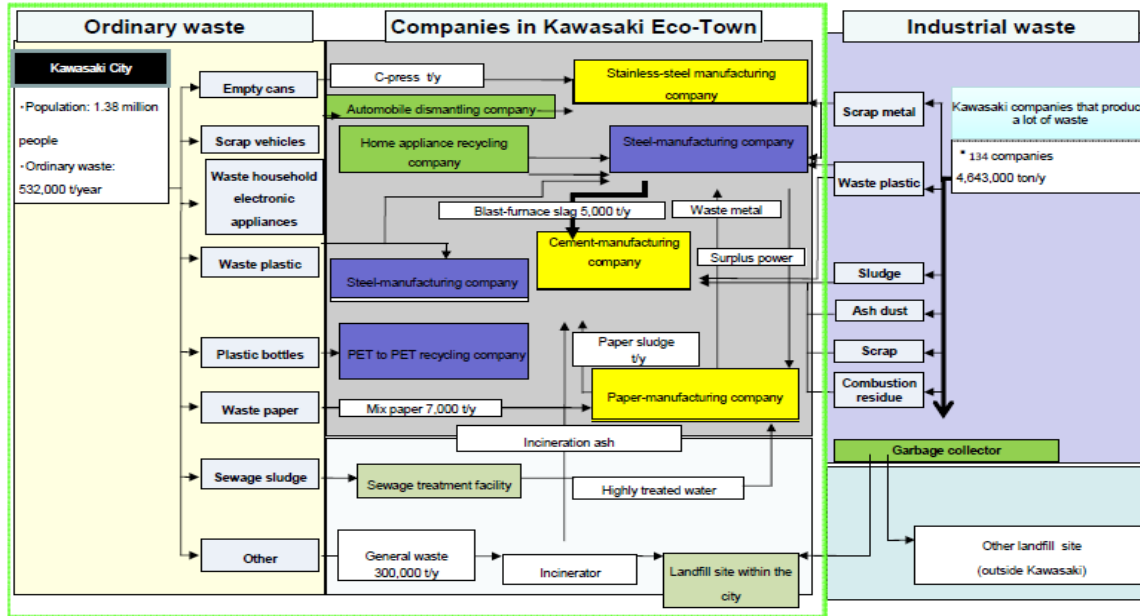 Ordinary waste
Companies in Kawasaki Eco-Town
Industrial waste
Kawasaki City
・Population: 1.38 million
people
・Ordinary waste:
532,000 t/year
Empty cans
Scrap vehicles
Waste household
electronic
appliances
Waste plastic
Plastic bottles
Waste paper
Sewage sludge
Other
C-press t/y
Automobile dismantling company
Home appliance recycling
company
Stainless-steel manufacturing
company
Steel-manufacturing company
Blast-furnace slag 5,000 t/y
Waste metal
Cement-manufacturing
company
Surplus power
Steel-manufacturing company
PET to PET recycling company
Paper sludge
t/y
Paper-manufacturing company
Mix paper 7,000 t/y
Incineration ash
Sewage treatment facility
Highly treated water
General waste
300,000 t/y
Incinerator
Landfill site within the
city
Scrap metal
Waste plastic
Sludge
Ash dust
Scrap
Combustion
residue
Kawasaki companies that produc
a lot of waste
* 134 companies
4,643,000 ton/y
Garbage collector
Other landfill site
(outside Kawasaki)